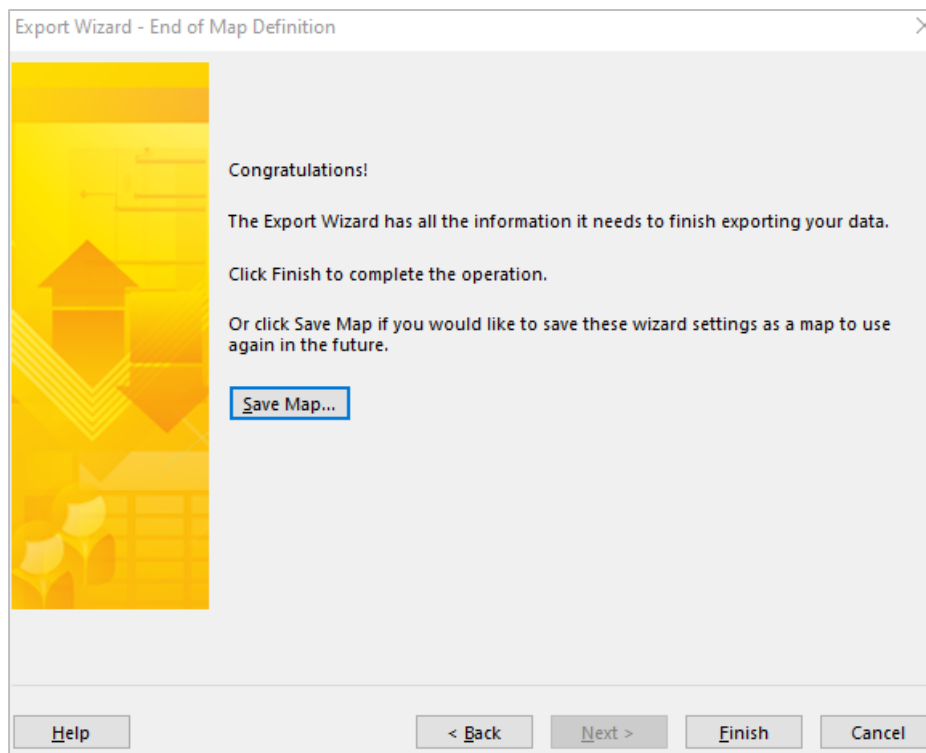 Export Wizard - End of Map Definition
Congratulations!
The Export Wizard has all the information it needs to finish exporting your data.
Click Finish to complete the operation.
Or click Save Map if you would like to save these wizard settings as a map to use
again in the future.
Save Map...
Help
< Back
Next >
Finish
Cancel